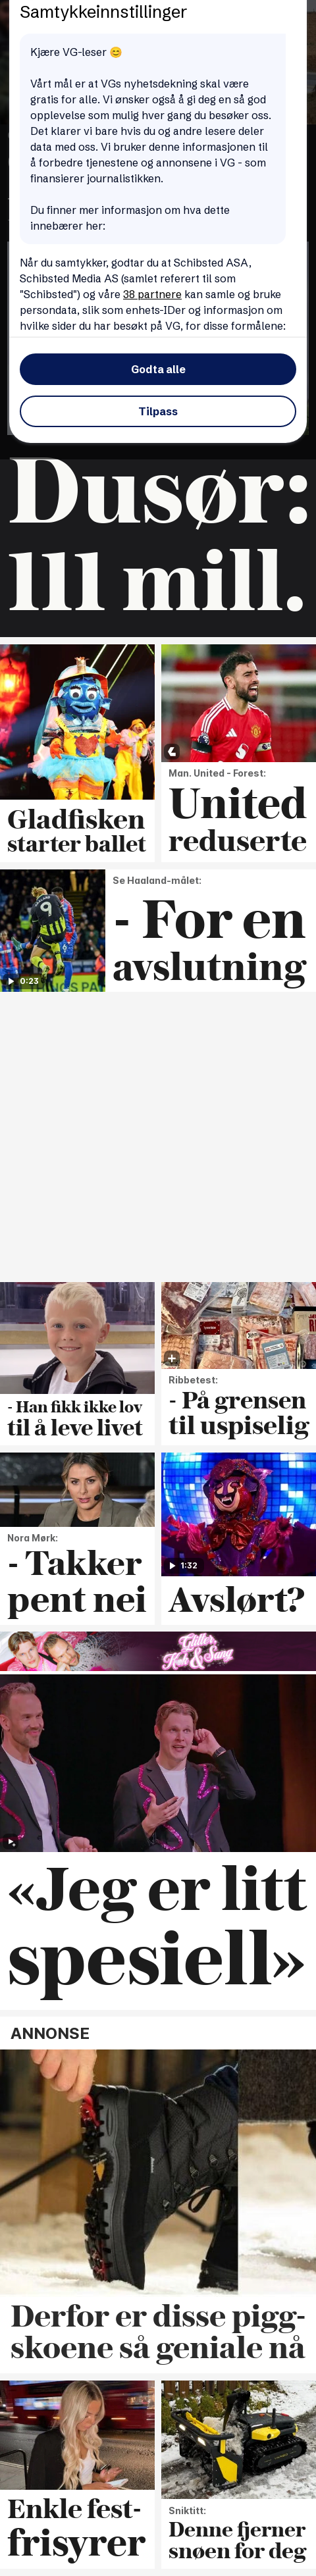 Samtykkeinnstillinger
Kjære VG-leser 😊
Vårt mål er at VGs nyhetsdekning skal være
gratis for alle. Vi ønsker også å gi deg en så god
opplevelse som mulig hver gang du besøker oss.
Det klarer vi bare hvis du og andre lesere deler
data med oss. Vi bruker denne informasjonen til
å forbedre tjenestene og annonsene i VG - som
finansierer journalistikken.
Du finner mer informasjon om hva dette
innebærer her:
Når du samtykker, godtar du at Schibsted ASA,
Schibsted Media AS (samlet referert til som
"Schibsted") og våre 38 partnere kan samle og bruke
persondata, slik som enhets-IDer og informasjon om
hvilke sider du har besøkt på VG, for disse formålene:
Godta alle
Tilpass
Dusør:
111 mill.
Gladfisken
starter ballet
Man. United - Forest:
United
reduserte
9
0:23
Se Haaland-målet:
- For en
avslutning
- Han fikk ikke lov
til å leve livet
Ribbetest:
- På grensen
til uspiselig
Nora Mørk:
- Takker
pent nei
1:32
Avslørt?
Güller,
Kok & Sang
«Jeg er litt
spesiell»
ANNONSE
Derfor er disse pigg-
skoene så geniale nå
Enkle fest-
frisyrer
Sniktitt:
Denne fjerner
snøen for deg